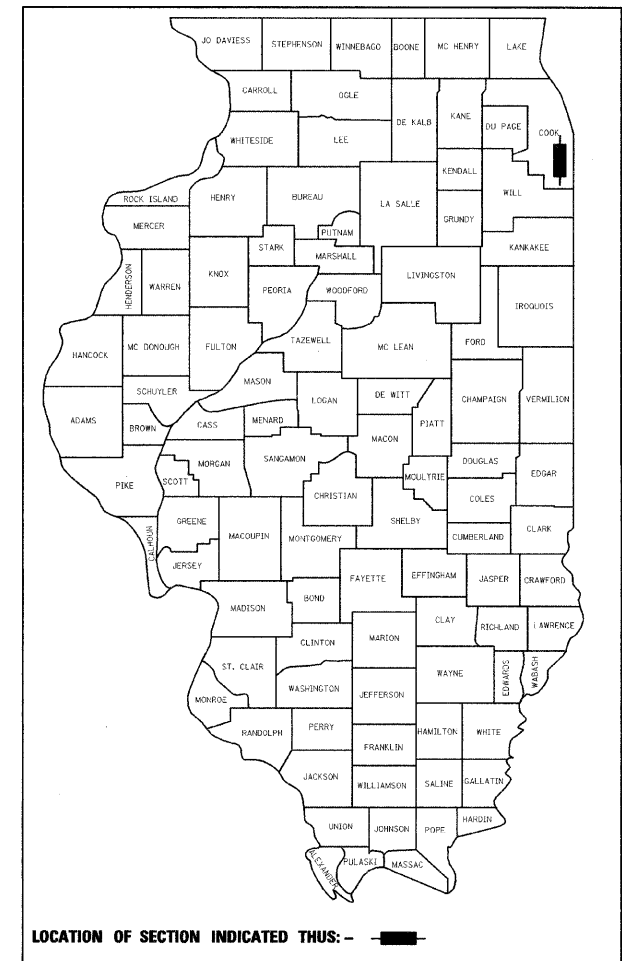 JO DAVIESS STEPHENSON WINNEBAGO BOONE MC HENRY LAKE
CARROLL OGLE DE KALB KANE DU PAGE COOK
WHITESIDE LEE KENDALL WILL
ROCK ISLAND HENRY BUREAU LA SALLE GRUNDY
MERCER PUTNAM KANKAKEE
HENDERSON WARREN KNOX STARK MARSHALL LIVINGSTON
PEORIA WOODFORD IROQUOIS
HANCOCK MC DONOUGH FULTON TAZEWELL MC LEAN FORD
SCHUYLER MASON LOGAN DE WITT CHAMPAIGN VERMILION
ADAMS BROWN CASS MENARD MACON PIATT
PIKE SCOTT MORGAN SANGAMON CHRISTIAN MOULTRIE DOUGLAS EDGAR
COLES
CALHOUN GREENE MACOUPIN MONTGOMERY SHELBY CUMBERLAND CLARK
JERSEY FAYETTE EFFINGHAM JASPER CRAWFORD
MADISON BOND
CLINTON MARION CLAY RICHLAND LAWRENCE
ST. CLAIR WAYNE EDWARDS WABASH
MONROE WASHINGTON JEFFERSON
RANDOLPH PERRY HAMILTON WHITE
FRANKLIN
JACKSON WILLIAMSON SALINE GALLATIN
UNION JOHNSON POPE HARDIN
ALEXANDER PULASKI MASSAC
LOCATION OF SECTION INDICATED THUS: -